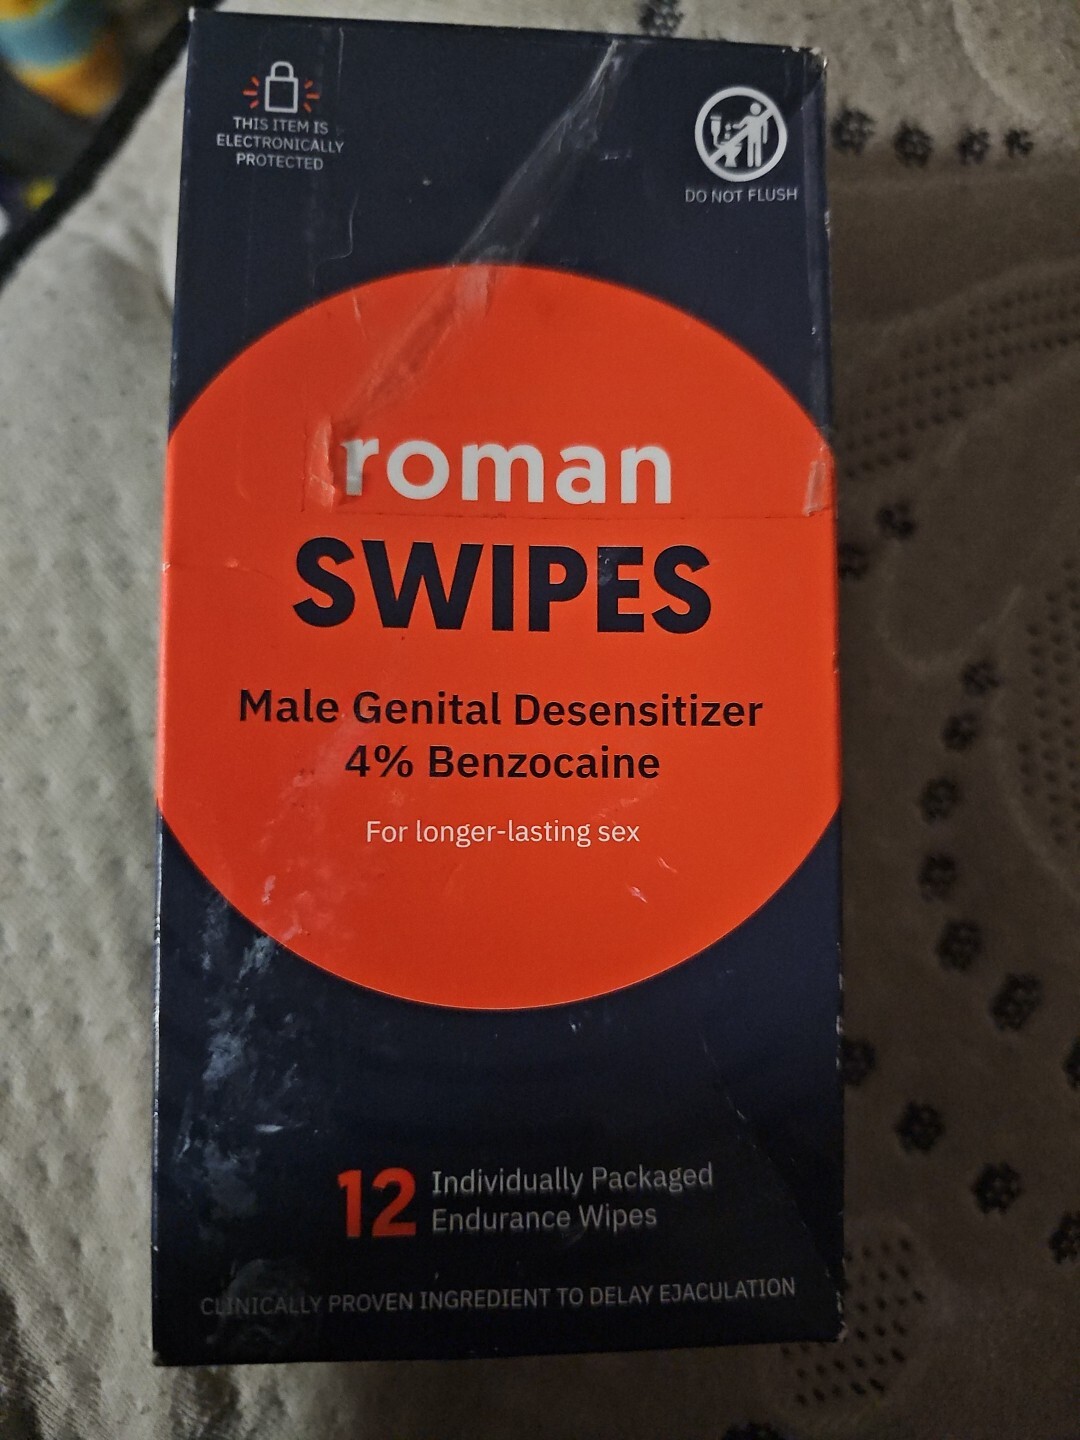 THIS ITEM IS
ELECTRONICALLY
PROTECTED
DO NOT FLUSH
roman
SWIPES
Male Genital Desensitizer
4% Benzocaine
For longer-lasting sex
12 Individually Packaged
Endurance Wipes
CLINICALLY PROVEN INGREDIENT TO DELAY EJACULATION